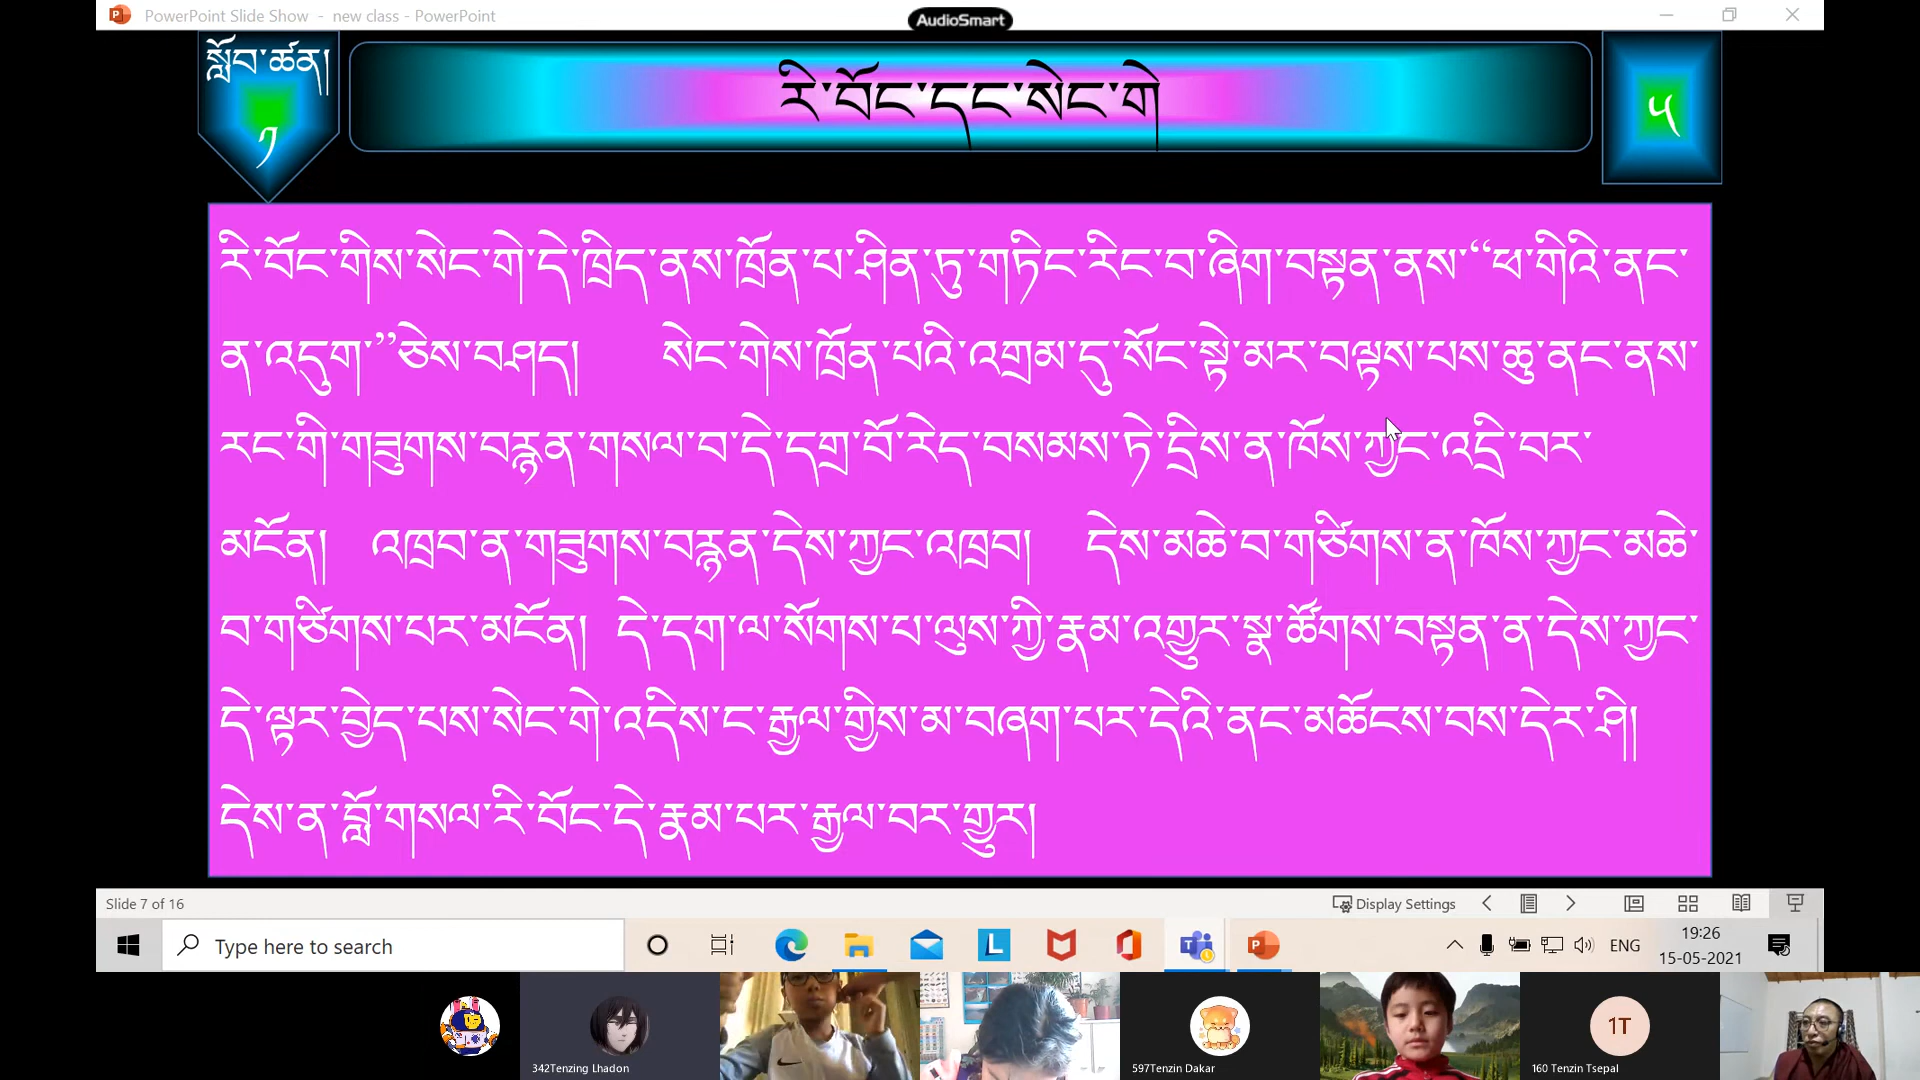 PowerPoint Slide Show - new class - PowerPoint
AudioSmart
སློབ་ཚན།
༡
རི་བོང་དང་སེང་གེ
༥
རི་བོང་གིས་སེང་གེ་དེ་ཁྲིད་ནས་ཁྲོན་པ་ཤིན་ཏུ་གཏིང་རིང་བ་ཞིག་བསྟན་ནས་“ཕ་གིའི་ནང་
ན་འདུག་”ཅེས་བཤད། སེང་གེས་ཁྲོན་པའི་འགྲམ་དུ་སོང་སྟེ་མར་བལྟས་པས་ཆུ་ནང་ནས་
རང་གི་གཟུགས་བརྙན་གསལ་བ་དེ་དགྲ་བོ་རེད་བསམས་ཏེ་དྲིས་ན་ཁོས་ཀྱང་འདྲི་བར་
མངོན། འཁྲབ་ན་གཟུགས་བརྙན་དེས་ཀྱང་འཁྲབ། དེས་མཆེ་བ་གཙིགས་ན་ཁོས་ཀྱང་མཆེ་
བ་གཙིགས་པར་མངོན། དེ་དག་ལ་སོགས་པ་ལུས་ཀྱི་རྣམ་འགྱུར་སྣ་ཚོགས་བསྟན་ན་དེས་ཀྱང་
དེ་ལྟར་བྱེད་པས་སེང་གེ་འདིས་ང་རྒྱལ་གྱིས་མ་བཞག་པར་དེའི་ནང་མཆོངས་བས་དེར་ཤི།
དེས་ན་བློ་གསལ་རི་བོང་དེ་རྣམ་པར་རྒྱལ་བར་གྱུར།
Slide 7 of 16
Display Settings
Type here to search
ENG
19:26
15-05-2021
342Tenzing Lhadon
597Tenzin Dakar
1T
160 Tenzin Tsepal